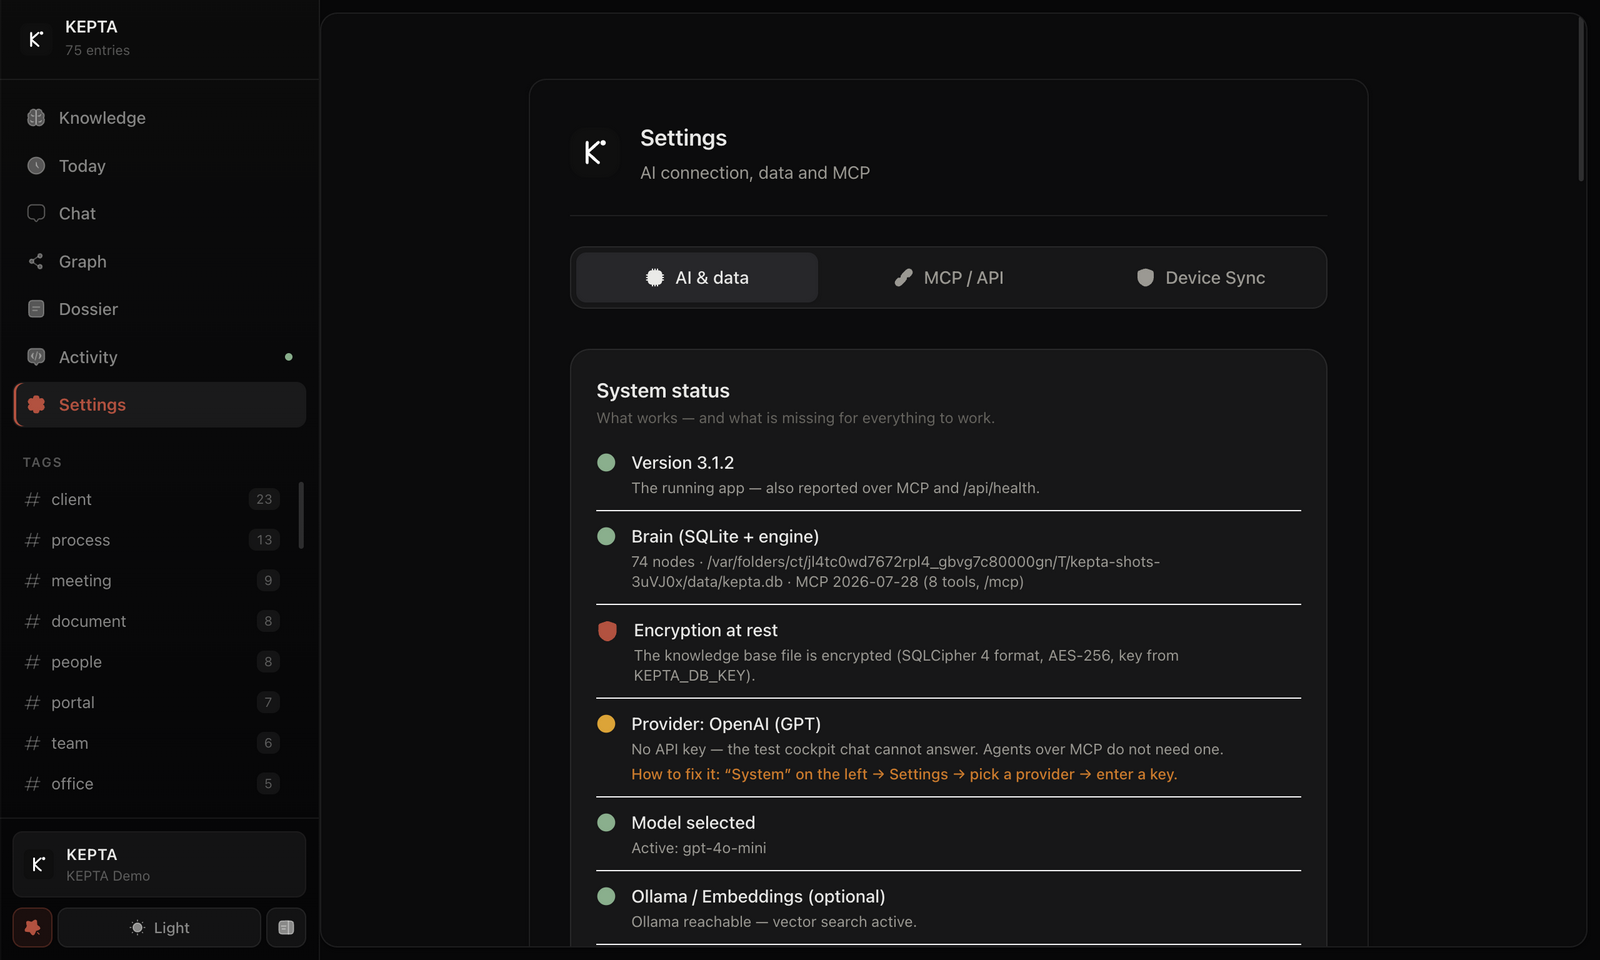 KEPTA
75 entries
Knowledge
Today
Chat
Graph
Dossier
Activity
Settings
TAGS
# client 23
# process 13
# meeting 9
# document 8
# people 8
# portal 7
# team 6
# office 5
KEPTA
KEPTA Demo
Light
Settings
AI connection, data and MCP
AI & data
MCP / API
Device Sync
System status
What works — and what is missing for everything to work.
Version 3.1.2
The running app — also reported over MCP and /api/health.
Brain (SQLite + engine)
74 nodes · /var/folders/ct/jl4tc0wd7672rpl4_gbvg7c80000gn/T/kepta-shots-
3uVJ0x/data/kepta.db · MCP 2026-07-28 (8 tools, /mcp)
Encryption at rest
The knowledge base file is encrypted (SQLCipher 4 format, AES-256, key from
KEPTA_DB_KEY).
Provider: OpenAI (GPT)
No API key — the test cockpit chat cannot answer. Agents over MCP do not need one.
How to fix it: “System” on the left → Settings → pick a provider → enter a key.
Model selected
Active: gpt-4o-mini
Ollama / Embeddings (optional)
Ollama reachable — vector search active.